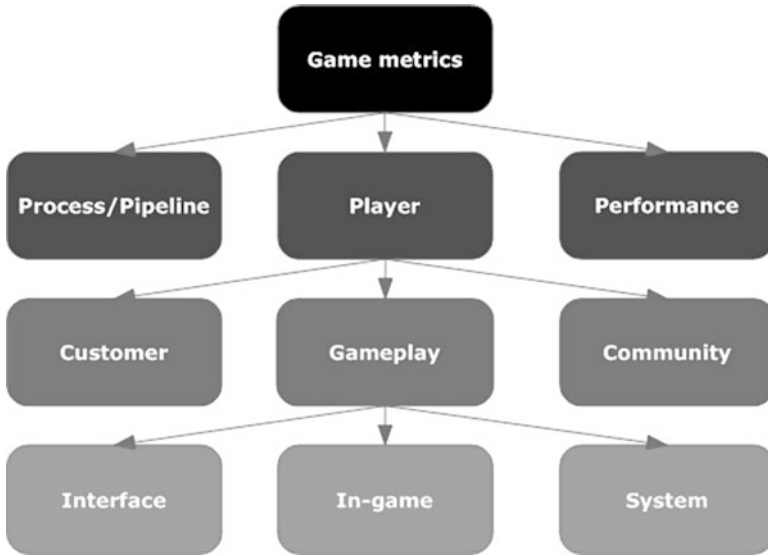 Game metrics
Process/Pipeline
Player
Performance
Customer
Gameplay
Community
Interface
In-game
System